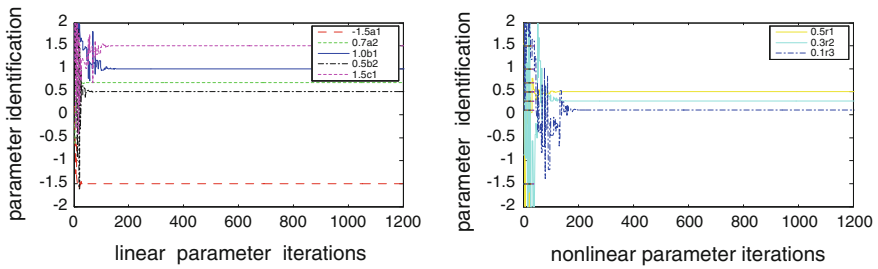 parameter identification
2
1.5
1
0.5
0
-0.5
-1
-1.5
-2
0 200 400 600 800 1000 1200
linear parameter iterations
-1.5a1
0.7a2
1.0b1
0.5b2
1.5c1
parameter identification
2
1.5
1
0.5
0
-0.5
-1
-1.5
-2
0 200 400 600 800 1000 1200
nonlinear parameter iterations
0.5r1
0.3r2
0.1r3